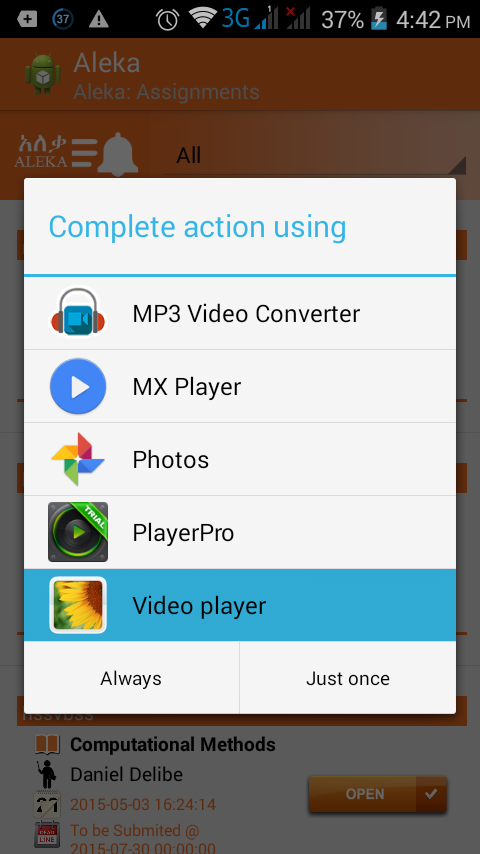 37
3G
37%
4:42 PM
Aleka
Aleka: Assignments
አለቃ
ALEKA
All
Complete action using
MP3 Video Converter
MX Player
Photos
TRIAL
PlayerPro
Video player
Always
Just once
Computational Methods
Daniel Delibe
2015-05-03 16:24:14
OPEN
To be Submited @
2015-07-30 00:00:00